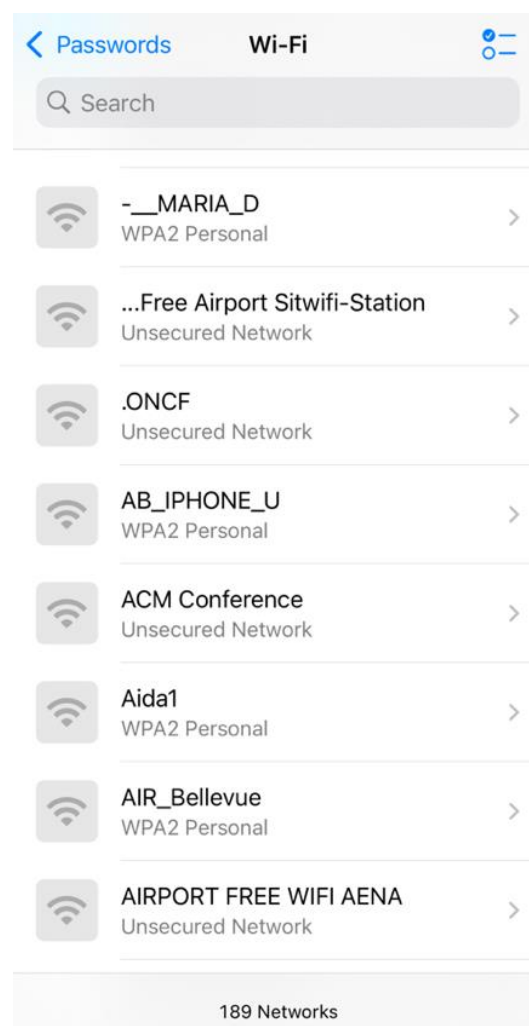 Passwords Wi-Fi
Search
-__MARIA_D
WPA2 Personal
...Free Airport Sitwifi-Station
Unsecured Network
.ONCF
Unsecured Network
AB_IPHONE_U
WPA2 Personal
ACM Conference
Unsecured Network
Aida1
WPA2 Personal
AIR_Bellevue
WPA2 Personal
AIRPORT FREE WIFI AENA
Unsecured Network
189 Networks